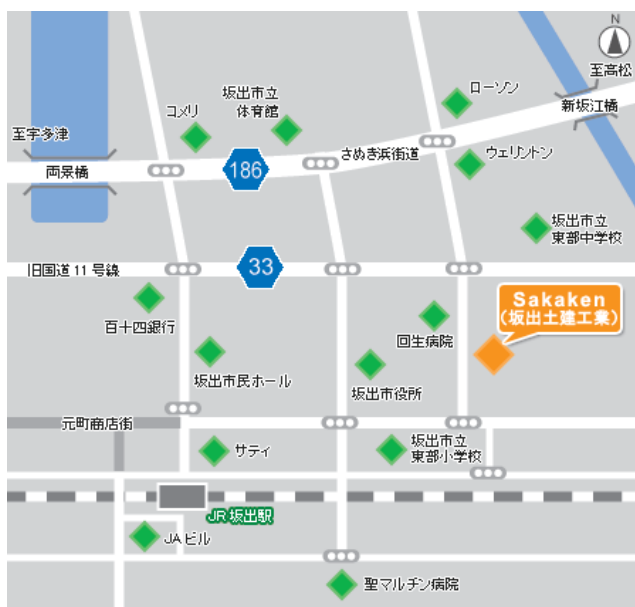 N
至高松
ローソン
坂出市立
体育館
コメリ
新坂江橋
至宇多津
さぬき浜街道
ウェリントン
両景橋
186
坂出市立
東部中学校
旧国道11号線
33
Sakaken
(坂出土建工業)
百十四銀行
回生病院
坂出市民ホール
坂出市役所
元町商店街
サティ
坂出市立
東部小学校
JR坂出駅
JAビル
聖マルチン病院